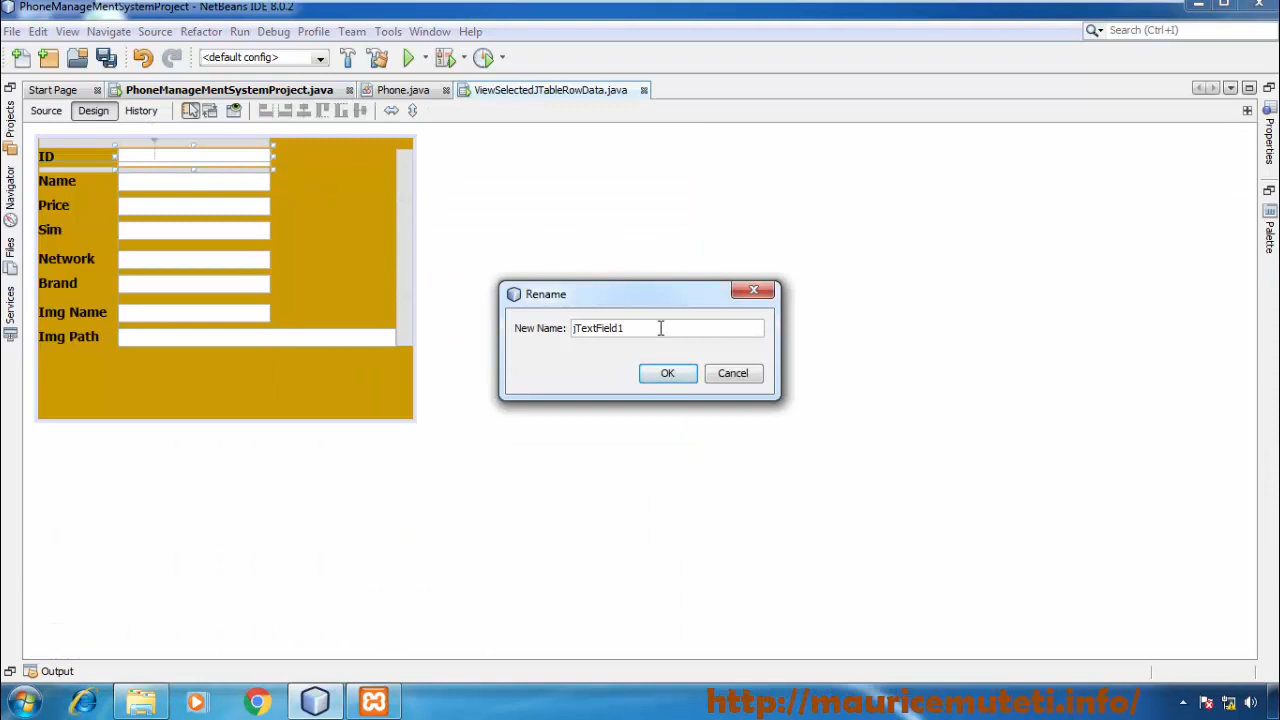 PhoneManageMentSystemProject - NetBeans IDE 8.0.2
File Edit View Navigate Source Refactor Run Debug Profile Team Tools Window Help
Search (Ctrl+I)
<default config>
Start Page PhoneManageMentSystemProject.java Phone.java ViewSelectedJTableRowData.java
Source Design History
Projects
Navigator
Files
Services
Properties
Palette
ID
Name
Price
Sim
Network
Brand
Img Name
Img Path
Rename
New Name: jTextField1
OK Cancel
Output
http://mauricemuteti.info/